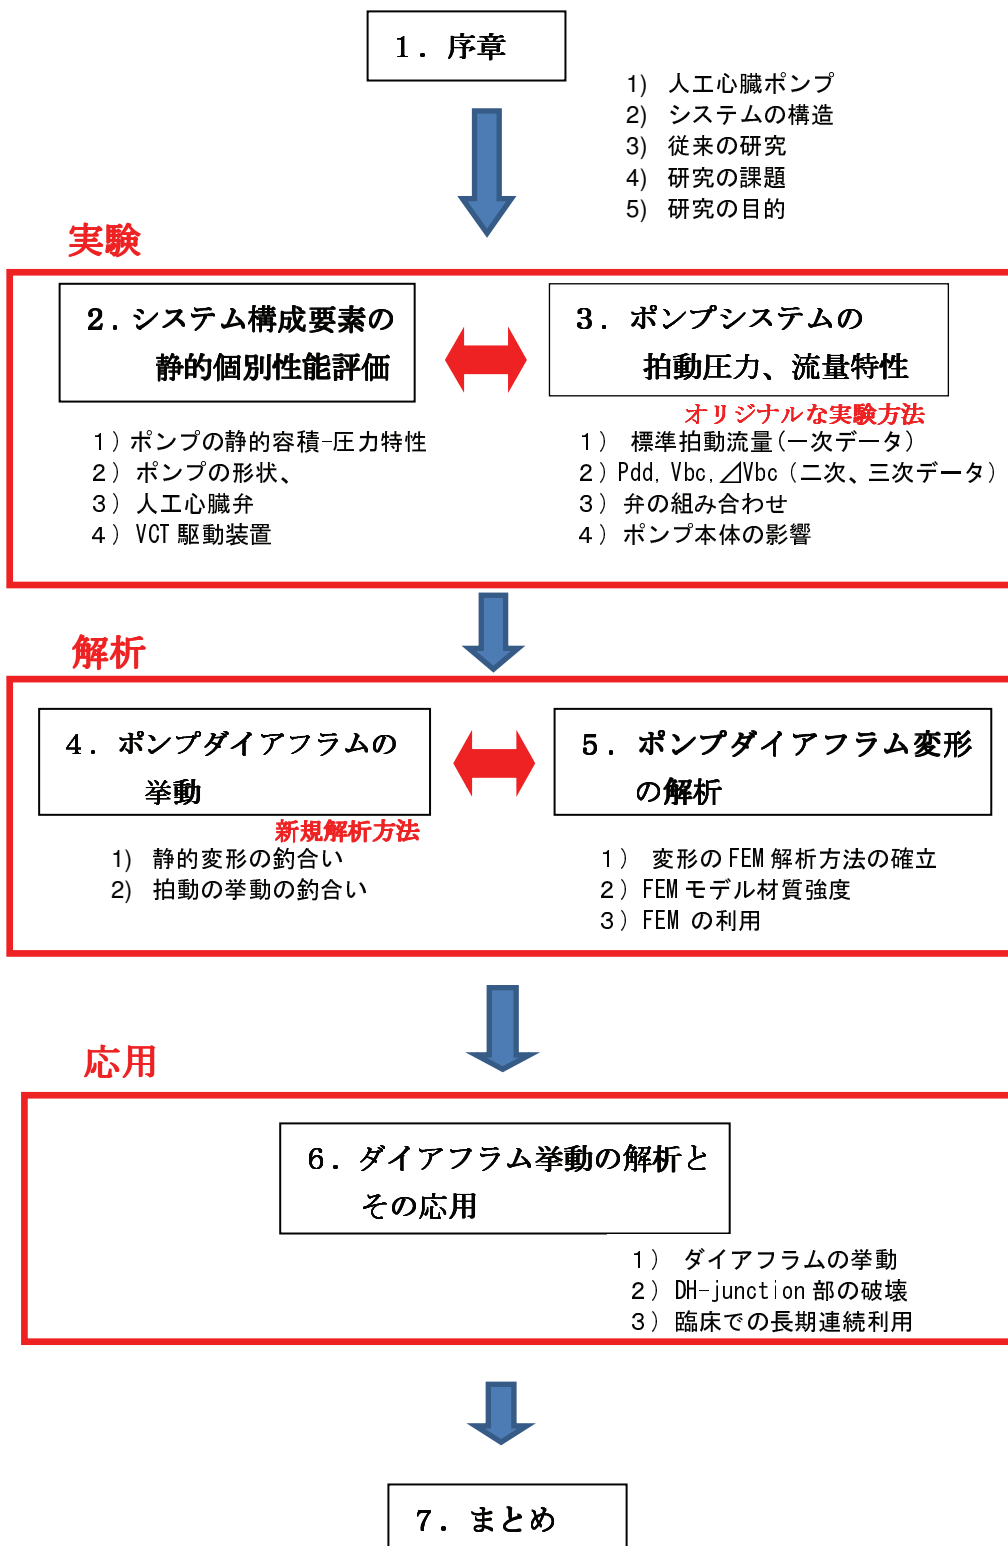 １．序章
1) 人工心臓ポンプ
2) システムの構造
3) 従来の研究
4) 研究の課題
5) 研究の目的
実験
２．システム構成要素の
静的個別性能評価
１）ポンプの静的容積-圧力特性
２）ポンプの形状、
３）人工心臓弁
４）VCT 駆動装置
３．ポンプシステムの
拍動圧力、流量特性
オリジナルな実験方法
１） 標準拍動流量(一次データ)
２）Pdd, Vbc, ⊿Vbc (二次、三次データ)
３）弁の組み合わせ
４）ポンプ本体の影響
解析
４．ポンプダイアフラムの
挙動
新規解析方法
1) 静的変形の釣合い
2) 拍動の挙動の釣合い
５．ポンプダイアフラム変形
の解析
１） 変形の FEM 解析方法の確立
２）FEM モデル材質強度
３）FEM の利用
応用
６．ダイアフラム挙動の解析と
その応用
１） ダイアフラムの挙動
２）DH-junction 部の破壊
３）臨床での長期連続利用
７．まとめ